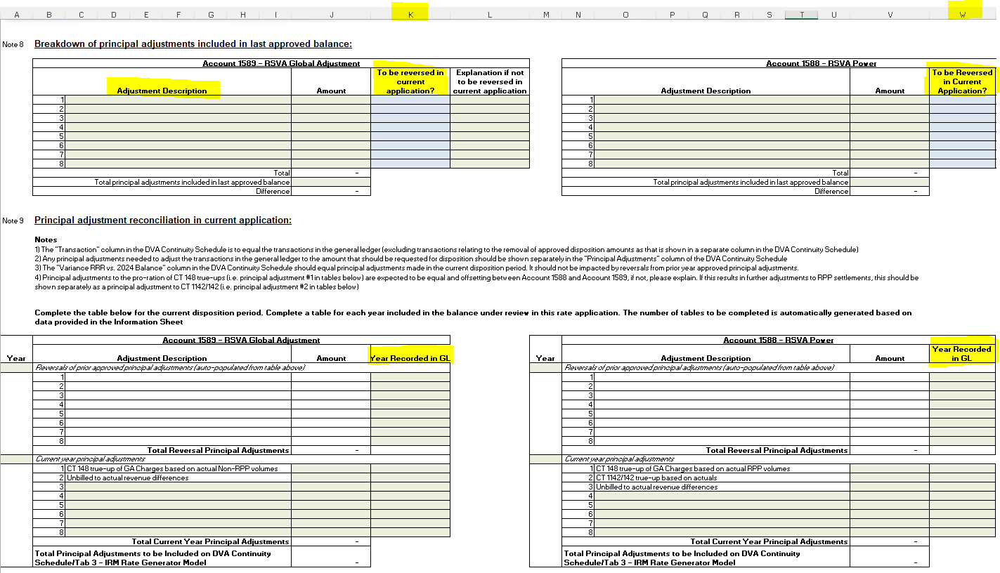 A B C D E F G H I J K L M N O P Q R S T U V W
Note 8 Breakdown of principal adjustments included in last approved balance:
Account 1589 - RSVA Global Adjustment
Adjustment Description Amount To be reversed in current application? Explanation if not to be reversed in current application
1
2
3
4
5
6
7
8
Total -
Total principal adjustments included in last approved balance
Difference -
Account 1588 - RSVA Power
Adjustment Description Amount To be Reversed in Current Application?
1
2
3
4
5
6
7
8
Total -
Total principal adjustments included in last approved balance
Difference -
Note 9 Principal adjustment reconciliation in current application:
Notes
1) The "Transaction" column in the DVA Continuity Schedule is to equal the transactions in the general ledger (excluding transactions relating to the removal of approved disposition amounts as that is shown in a separate column in the DVA Continuity Schedule)
2) Any principal adjustments needed to adjust the transactions in the general ledger to the amount that should be requested for disposition should be shown separately in the "Principal Adjustments" column of the DVA Continuity Schedule
3) The "Variance RRR vs. 2024 Balance" column in the DVA Continuity Schedule should equal principal adjustments made in the current disposition period. It should not be impacted by reversals from prior year approved principal adjustments.
4) Principal adjustments to the pro-ration of CT 148 true-ups (i.e. principal adjustment #1 in tables below) are expected to be equal and offsetting between Account 1588 and Account 1589, if not, please explain. If this results in further adjustments to RPP settlements, this should be
shown separately as a principal adjustment to CT 1142/142 (i.e. principal adjustment #2 in tables below)
Complete the table below for the current disposition period. Complete a table for each year included in the balance under review in this rate application. The number of tables to be completed is automatically generated based on
data provided in the Information Sheet
Account 1589 - RSVA Global Adjustment
Year Adjustment Description Amount Year Recorded in GL
Reversals of prior approved principal adjustments (auto-populated from table above)
1
2
3
4
5
6
7
8
Total Reversal Principal Adjustments -
Current year principal adjustments
1 CT 148 true-up of GA Charges based on actual Non-RPP volumes
2 Unbilled to actual revenue differences
3
4
5
6
7
8
Total Current Year Principal Adjustments -
Total Principal Adjustments to be Included on DVA Continuity
Schedule/Tab 3 - IRM Rate Generator Model -
Account 1588 - RSVA Power
Year Adjustment Description Amount Year Recorded in GL
Reversals of prior approved principal adjustments (auto-populated from table above)
1
2
3
4
5
6
7
8
Total Reversal Principal Adjustments -
Current year principal adjustments
1 CT 148 true-up of GA Charges based on actual RPP volumes
2 CT 1142/142 true-up based on actuals
3 Unbilled to actual revenue differences
4
5
6
7
8
Total Current Year Principal Adjustments -
Total Principal Adjustments to be Included on DVA Continuity
Schedule/Tab 3 - IRM Rate Generator Model -